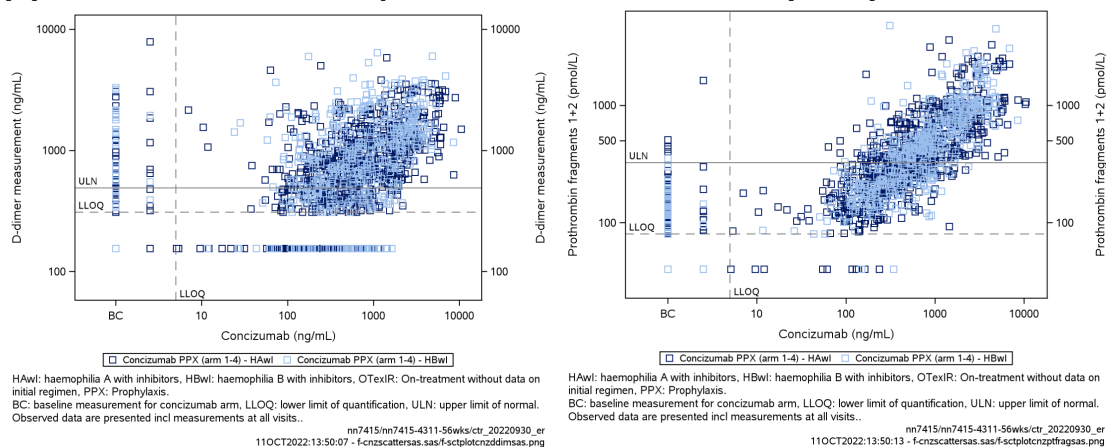 10000
1000
100
10000
1000
100
D-dimer measurement (ng/mL)
D-dimer measurement (ng/mL)
ULN
LLOQ
LLOQ
BC
10
100
1000
10000
Concizumab (ng/mL)
Concizumab PPX (arm 1-4) - HAwI
Concizumab PPX (arm 1-4) - HBwI
HAwI: haemophilia A with inhibitors, HBwI: haemophilia B with inhibitors, OTexIR: On-treatment without data on
initial regimen, PPX: Prophylaxis.
BC: baseline measurement for concizumab arm, LLOQ: lower limit of quantification, ULN: upper limit of normal.
Observed data are presented incl measurements at all visits..
nn7415/nn7415-4311-56wks/ctr_20220930_er
11OCT2022:13:50:07 - f-cnzscattersas.sas/f-sctplotcnzddimsas.png
1000
500
100
1000
500
100
Prothrombin fragments 1+2 (pmol/L)
Prothrombin fragments 1+2 (pmol/L)
ULN
LLOQ
LLOQ
BC
10
100
1000
10000
Concizumab (ng/mL)
Concizumab PPX (arm 1-4) - HAwI
Concizumab PPX (arm 1-4) - HBwI
HAwI: haemophilia A with inhibitors, HBwI: haemophilia B with inhibitors, OTexIR: On-treatment without data on
initial regimen, PPX: Prophylaxis.
BC: baseline measurement for concizumab arm, LLOQ: lower limit of quantification, ULN: upper limit of normal.
Observed data are presented incl measurements at all visits..
nn7415/nn7415-4311-56wks/ctr_20220930_er
11OCT2022:13:50:13 - f-cnzscattersas.sas/f-sctplotcnzptfragsas.png